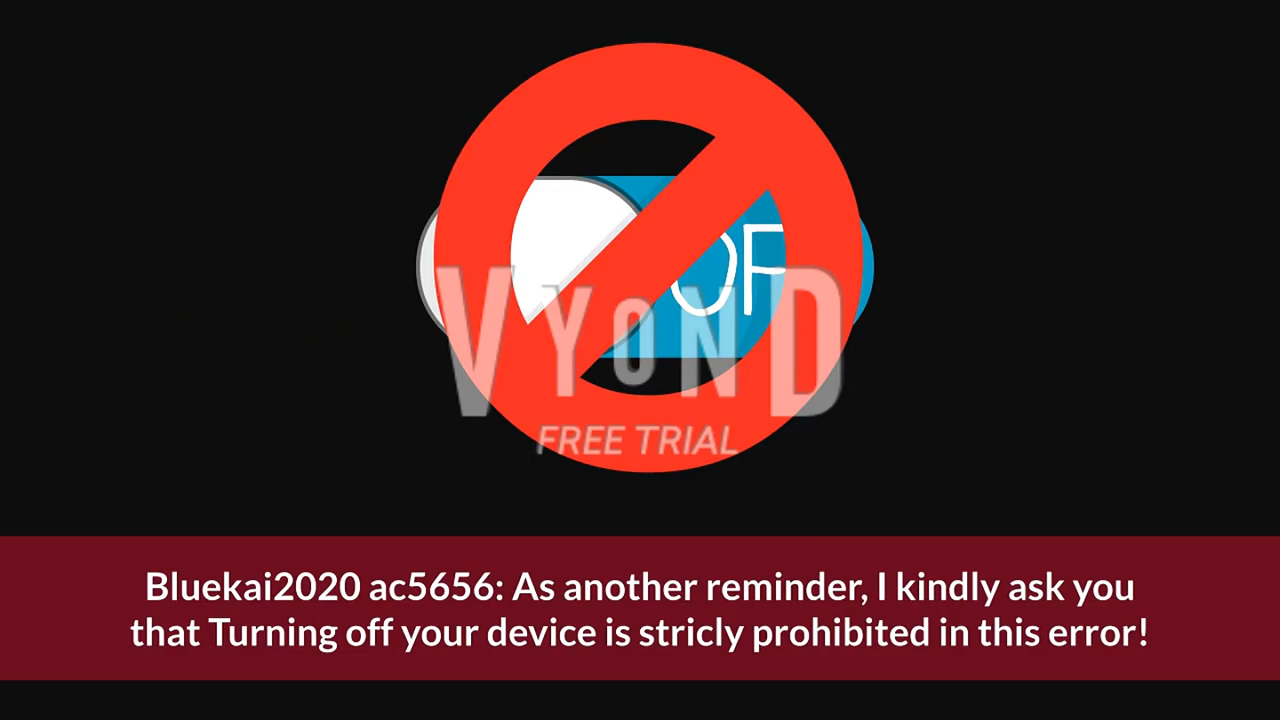 OF
VYOND
FREE TRIAL
Bluekai2020 ac5656: As another reminder, I kindly ask you
that Turning off your device is stricly prohibited in this error!